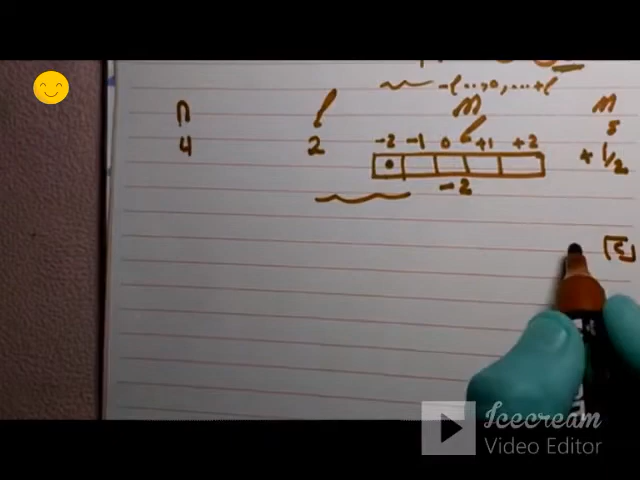 -l...,0,...+l
n l m l m s
4 2 -2 -1 0 +1 +2 + 1/2
-2
Icecream
Video Editor